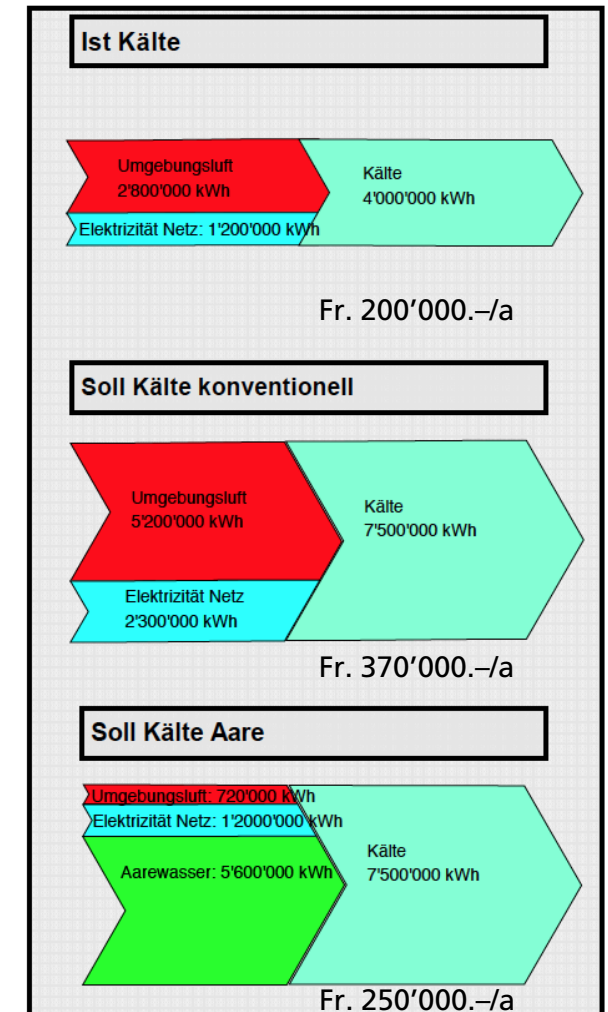 Ist Kälte
Umgebungsluft
2'800'000 kWh
Kälte
4'000'000 kWh
Elektrizität Netz: 1'200'000 kWh
Fr. 200’000.–/a
Soll Kälte konventionell
Umgebungsluft
5'200'000 kWh
Kälte
7'500'000 kWh
Elektrizität Netz
2'300'000 kWh
Fr. 370’000.–/a
Soll Kälte Aare
Umgebungsluft: 720'000 kWh
Elektrizität Netz: 1'2000'000 kWh
Aarewasser: 5'600'000 kWh
Kälte
7'500'000 kWh
Fr. 250’000.–/a